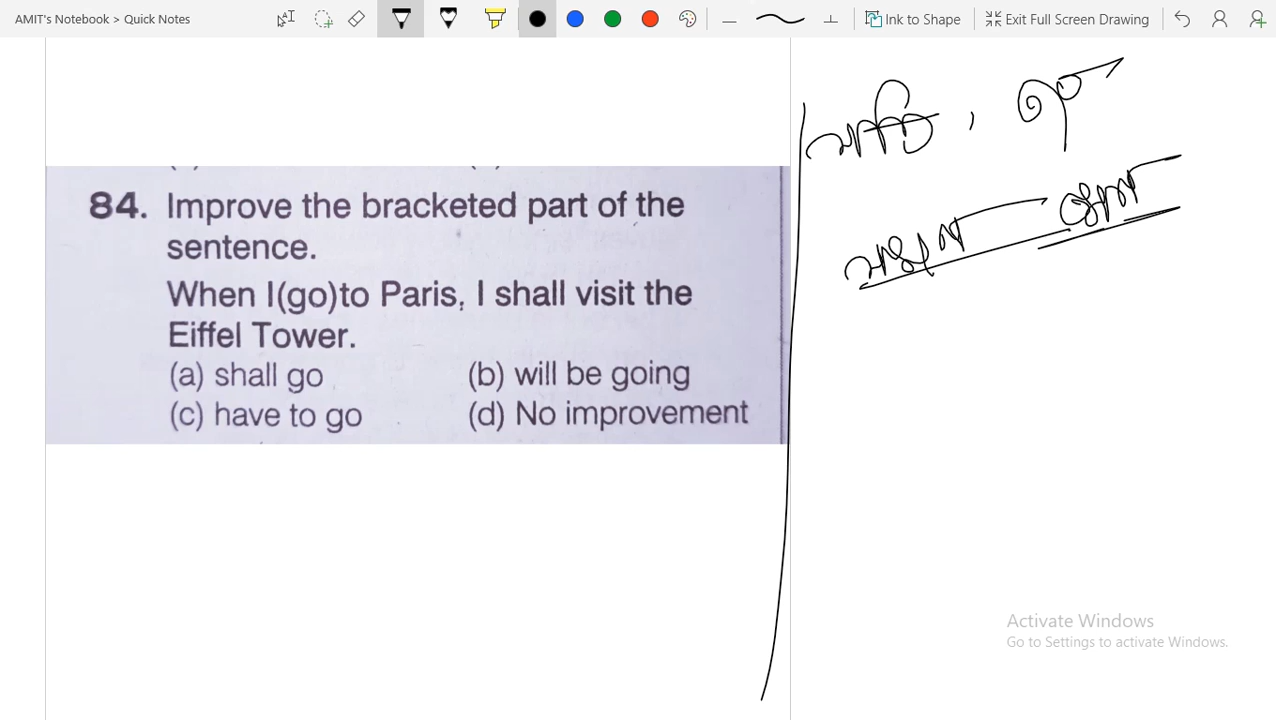 AMIT's Notebook > Quick Notes
Ink to Shape
Exit Full Screen Drawing
84. Improve the bracketed part of the
sentence.
When I(go)to Paris, I shall visit the
Eiffel Tower.
(a) shall go (b) will be going
(c) have to go (d) No improvement
Activate Windows
Go to Settings to activate Windows.